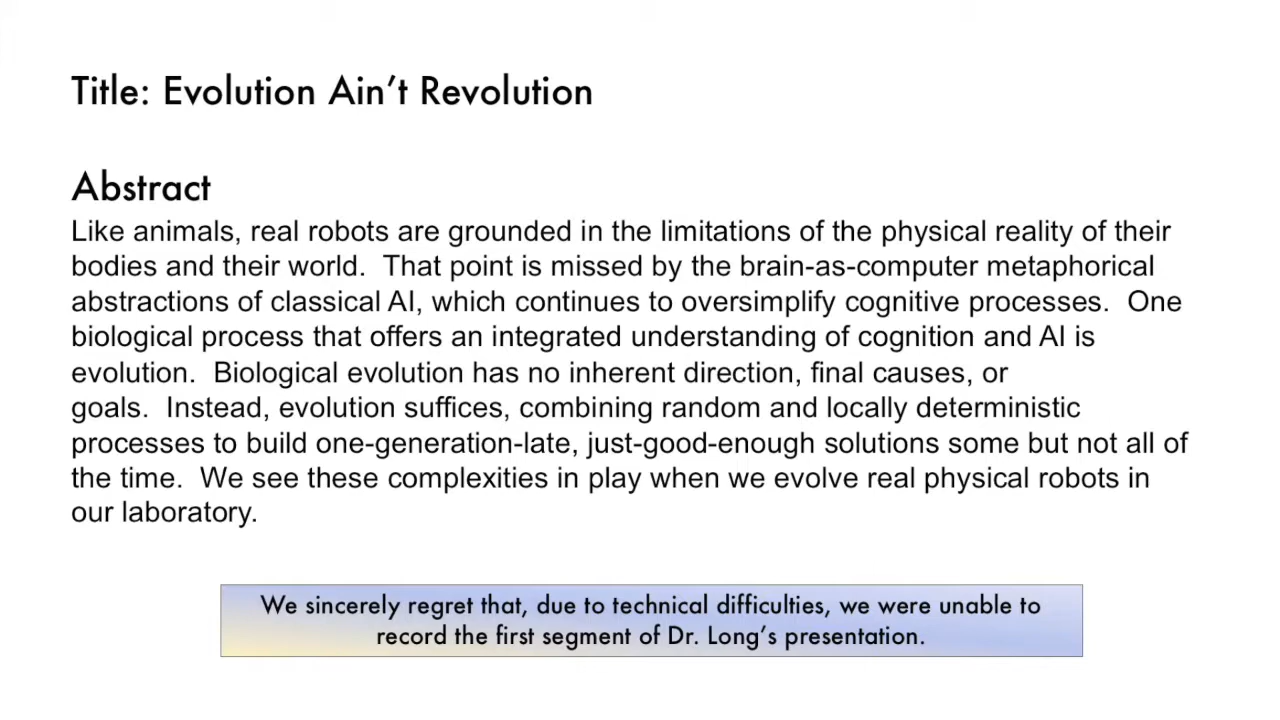 Title: Evolution Ain’t Revolution
Abstract
Like animals, real robots are grounded in the limitations of the physical reality of their
bodies and their world.  That point is missed by the brain-as-computer metaphorical
abstractions of classical AI, which continues to oversimplify cognitive processes.  One
biological process that offers an integrated understanding of cognition and AI is
evolution.  Biological evolution has no inherent direction, final causes, or
goals.  Instead, evolution suffices, combining random and locally deterministic
processes to build one-generation-late, just-good-enough solutions some but not all of
the time.  We see these complexities in play when we evolve real physical robots in
our laboratory.
We sincerely regret that, due to technical difficulties, we were unable to
record the first segment of Dr. Long’s presentation.